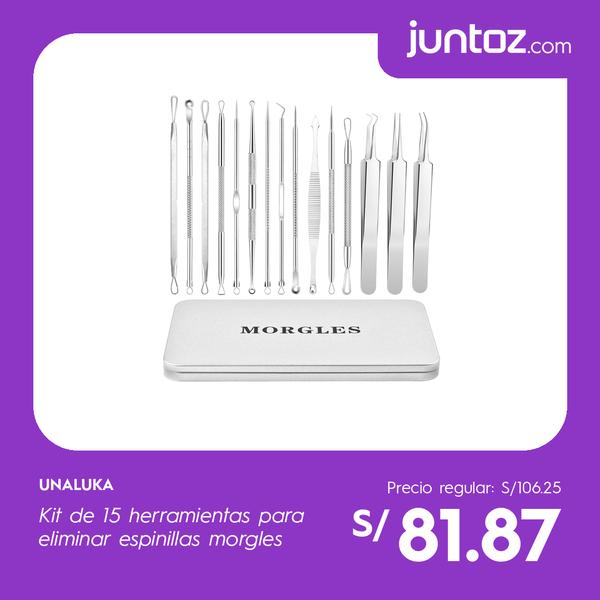 juntoz.com
MORGLES
UNALUKA
Kit de 15 herramientas para
eliminar espinillas morgles
Precio regular: S/106.25
S/ 81.87